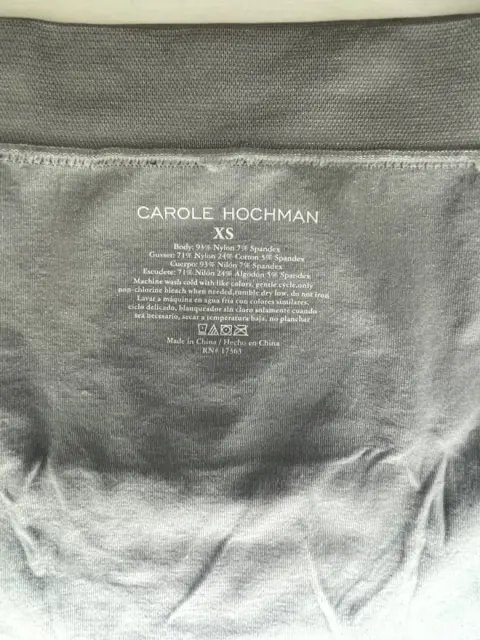 CAROLE HOCHMAN
XS
Body: 93% Nylon 7% Spandex
Gusset: 71% Nylon 24% Cotton 5% Spandex
Cuerpo: 93% Nilón 7% Spandex
Escudete: 71% Nilón 24% Algodón 5% Spandex
Machine wash cold with like colors, gentle cycle,only
non-chlorine bleach when needed,tumble dry low, do not iron
Lavar a máquina en agua fria con colores similares,
ciclo delicado, blanqueador sin cloro solamente cuando
sea necesario, secar a temperatura baja, no planchar
Made in China / Hecho en China
RN# 17363